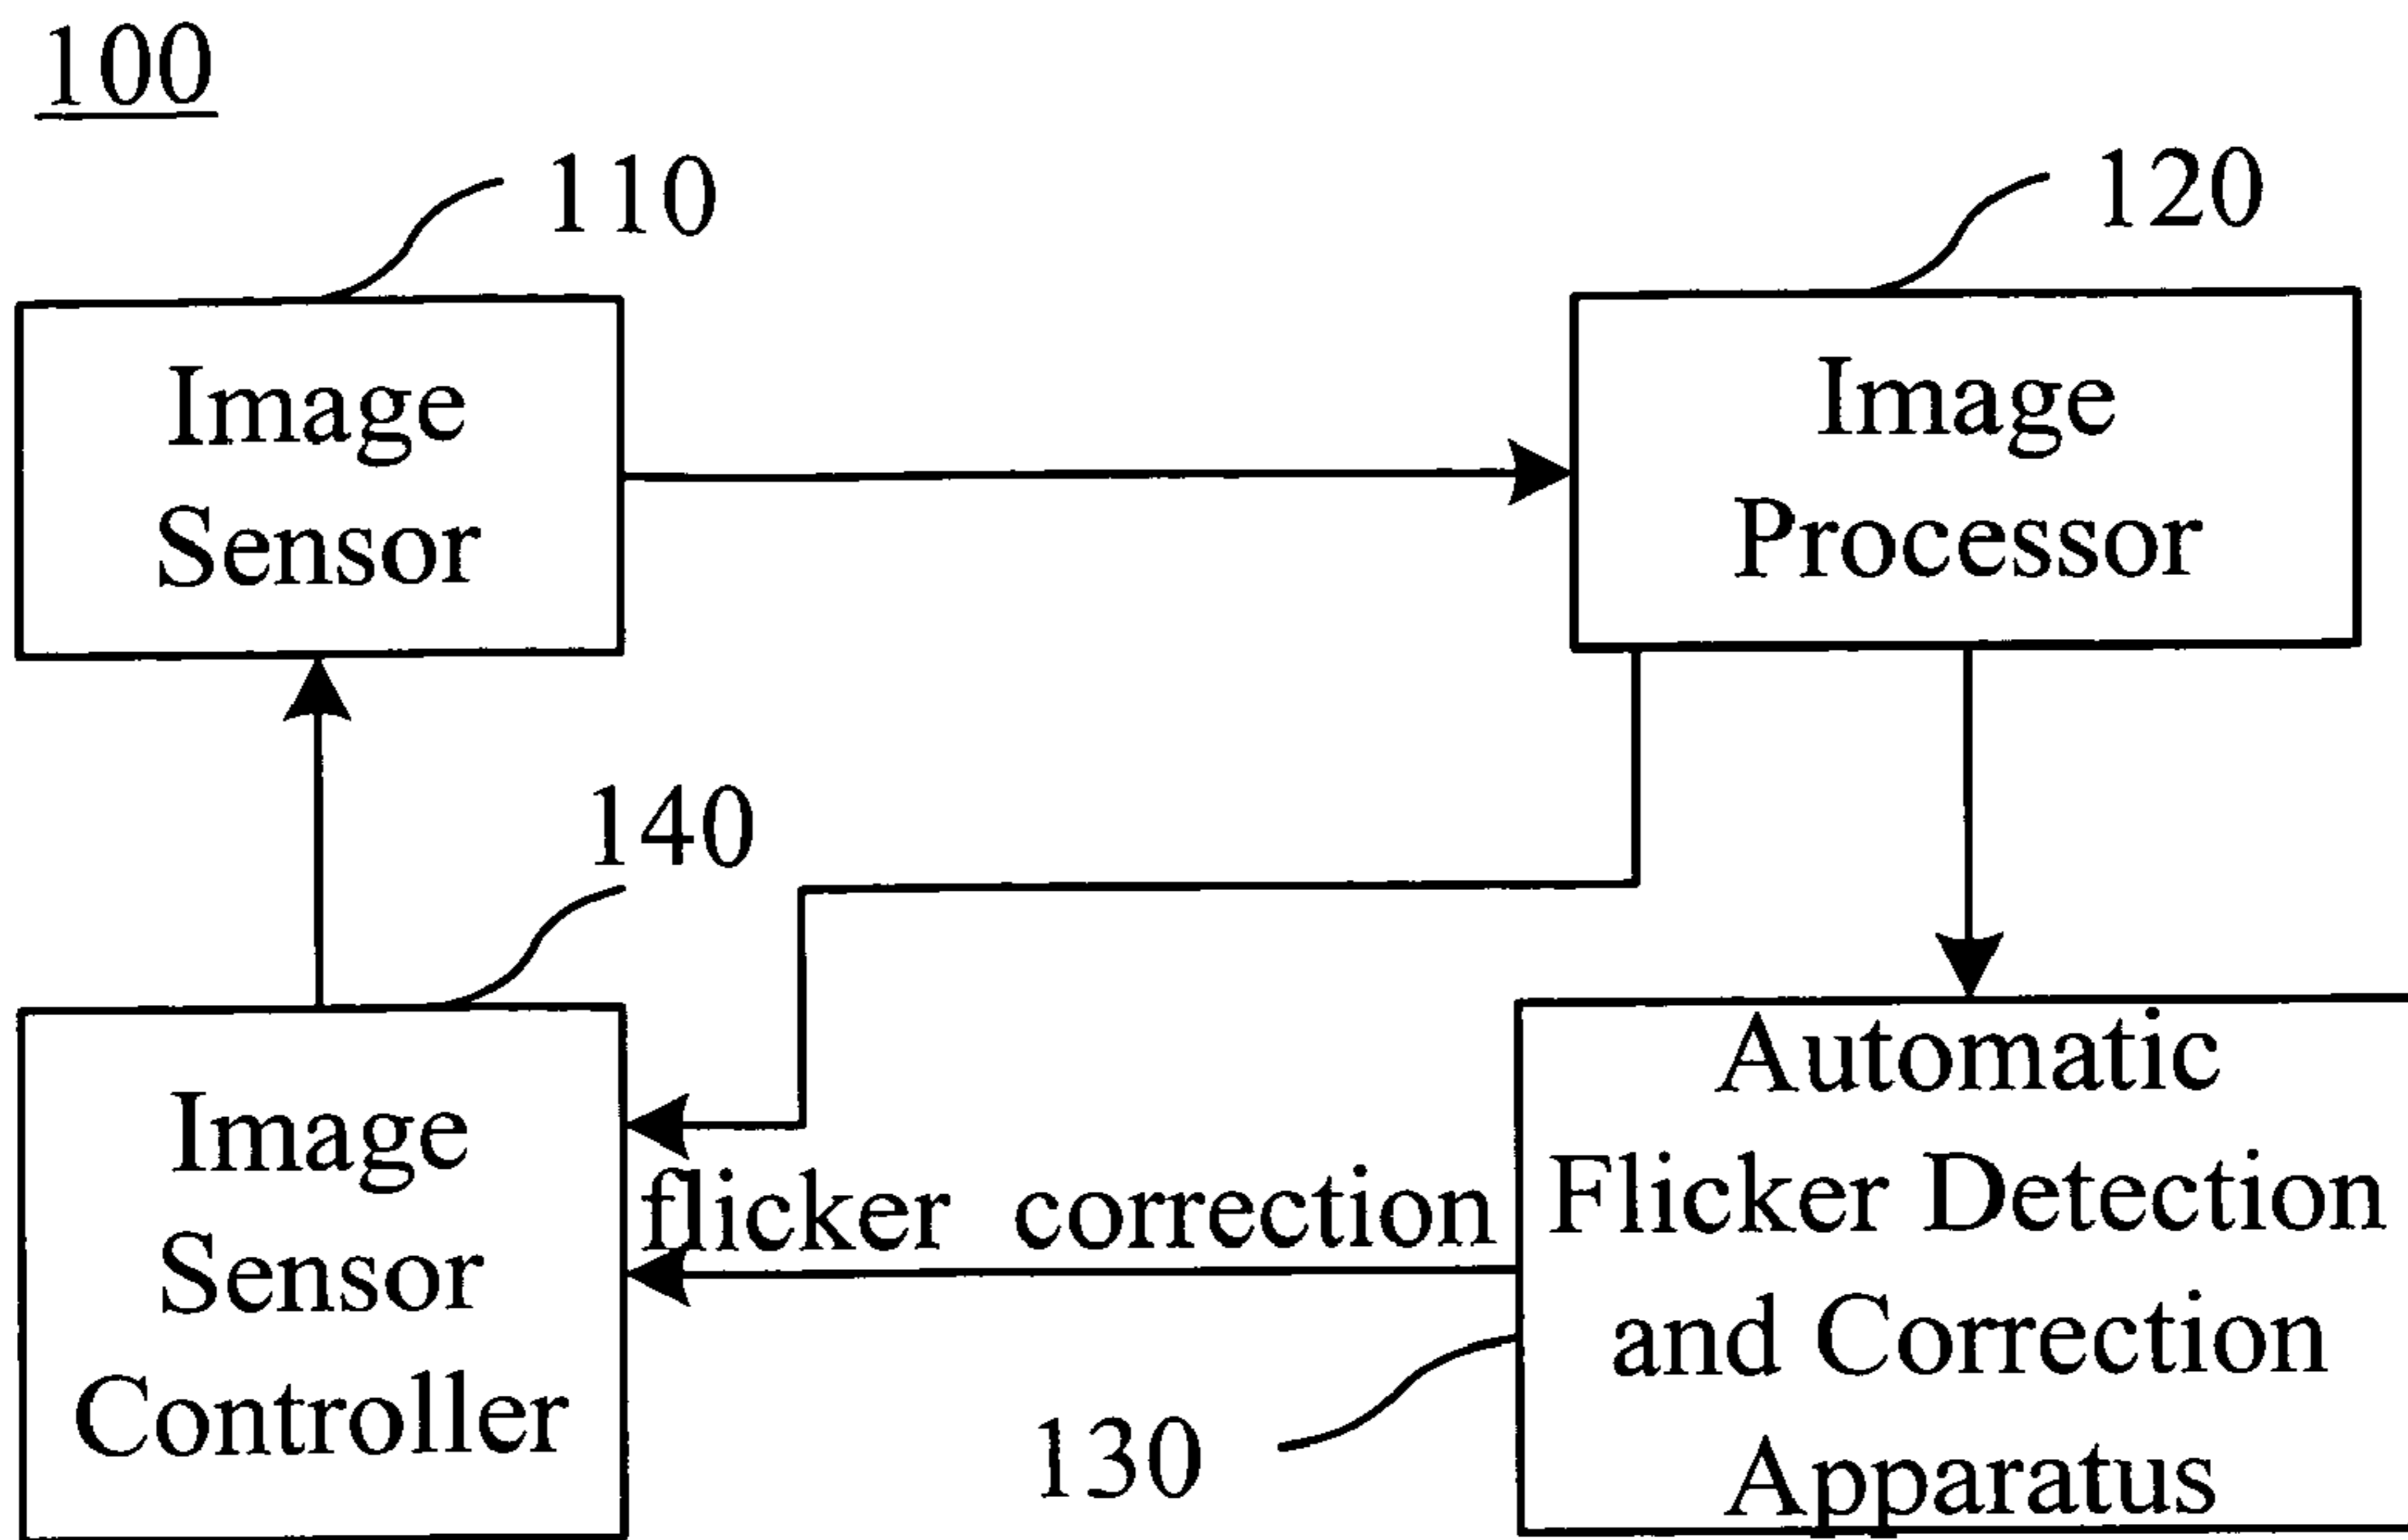 100
110
120
Image
Sensor
Image
Processor
140
Image
Sensor
Controller
flicker correction
Automatic
Flicker Detection
and Correction
Apparatus
130